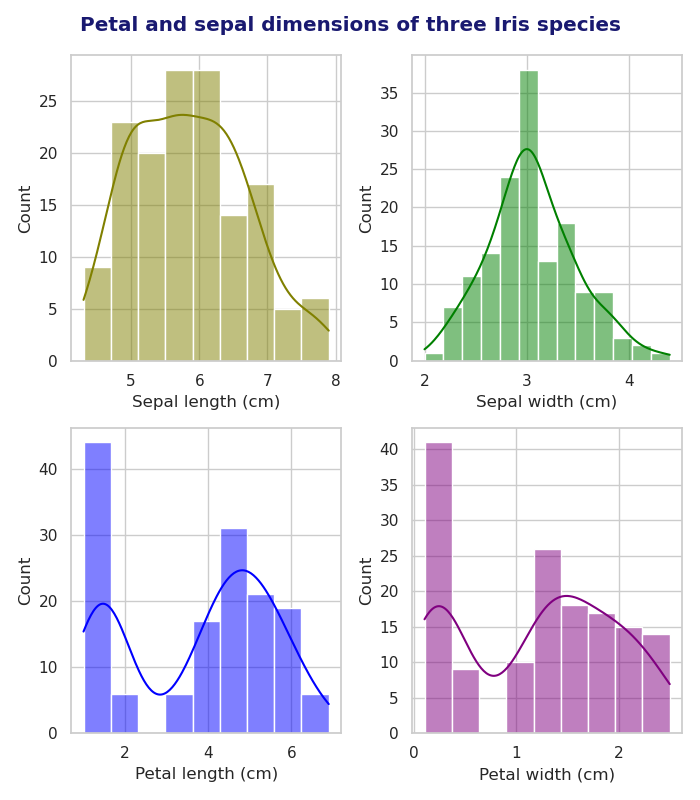 Petal and sepal dimensions of three Iris species
Count
25
20
15
10
5
0
5 6 7 8
Sepal length (cm)
Count
35
30
25
20
15
10
5
0
2 3 4
Sepal width (cm)
Count
40
30
20
10
0
2 4 6
Petal length (cm)
Count
40
35
30
25
20
15
10
5
0
0 1 2
Petal width (cm)